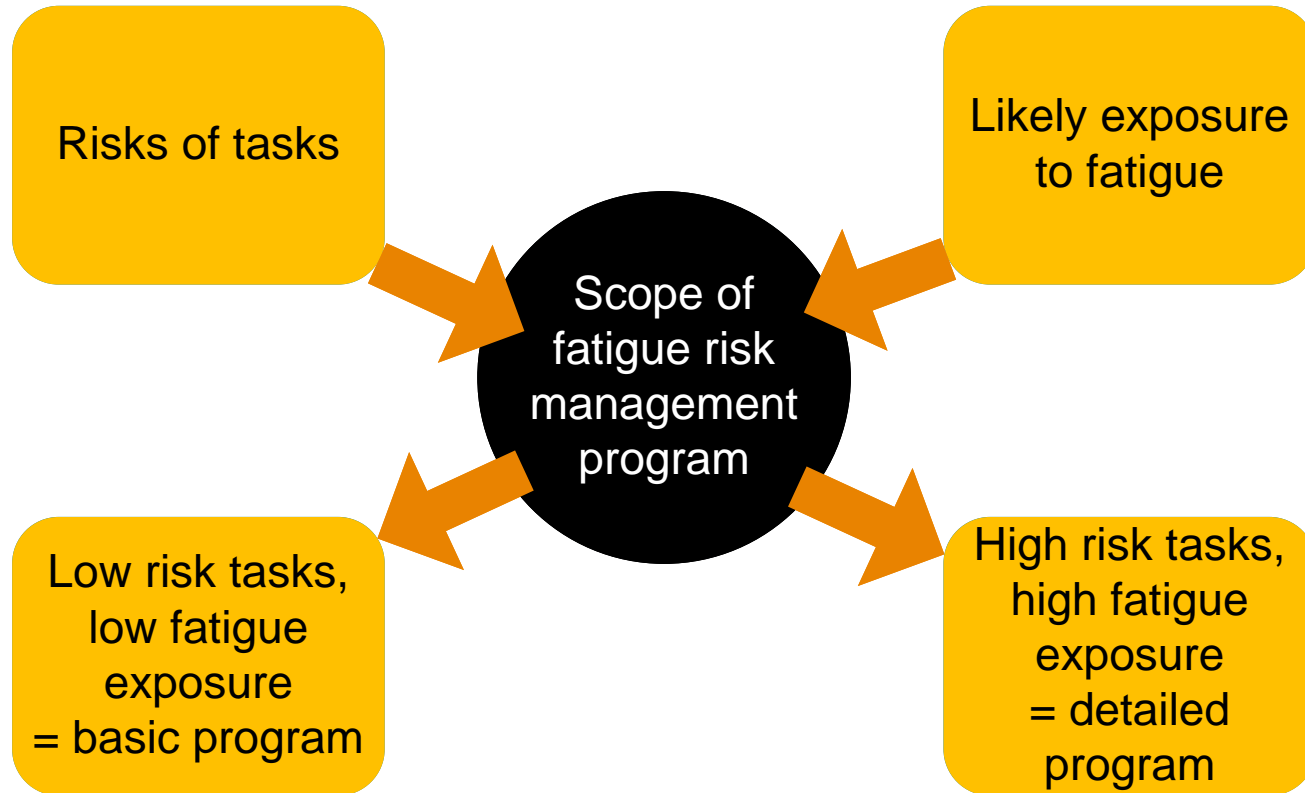 Risks of tasks
Likely exposure
to fatigue
Scope of
fatigue risk
management
program
Low risk tasks,
low fatigue
exposure
= basic program
High risk tasks,
high fatigue
exposure
= detailed
program